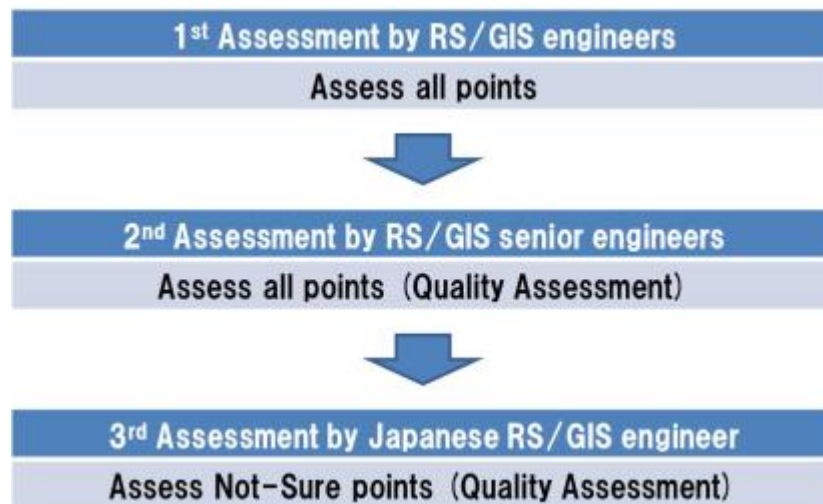 1st Assessment by RS/GIS engineers
Assess all points
2nd Assessment by RS/GIS senior engineers
Assess all points (Quality Assessment)
3rd Assessment by Japanese RS/GIS engineer
Assess Not-Sure points (Quality Assessment)